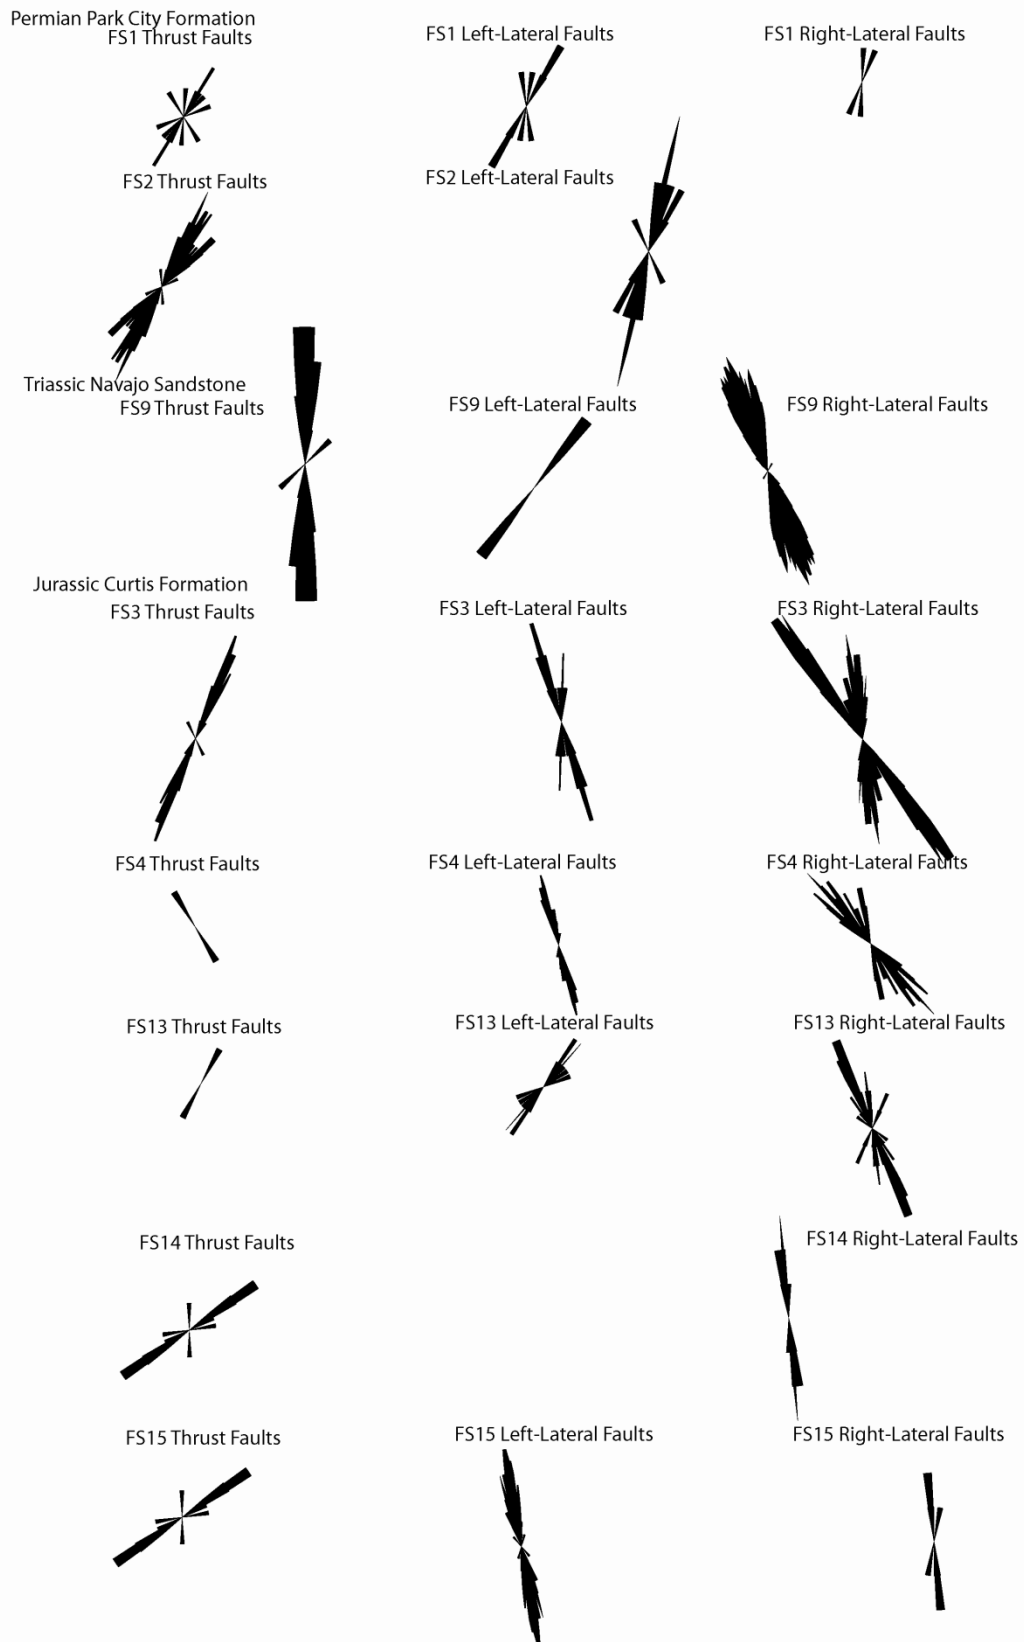 Permian Park City Formation
FS1 Thrust Faults
FS1 Left-Lateral Faults
FS1 Right-Lateral Faults
FS2 Thrust Faults
FS2 Left-Lateral Faults
Triassic Navajo Sandstone
FS9 Thrust Faults
FS9 Left-Lateral Faults
FS9 Right-Lateral Faults
Jurassic Curtis Formation
FS3 Thrust Faults
FS3 Left-Lateral Faults
FS3 Right-Lateral Faults
FS4 Thrust Faults
FS4 Left-Lateral Faults
FS4 Right-Lateral Faults
FS13 Thrust Faults
FS13 Left-Lateral Faults
FS13 Right-Lateral Faults
FS14 Thrust Faults
FS14 Right-Lateral Faults
FS15 Thrust Faults
FS15 Left-Lateral Faults
FS15 Right-Lateral Faults